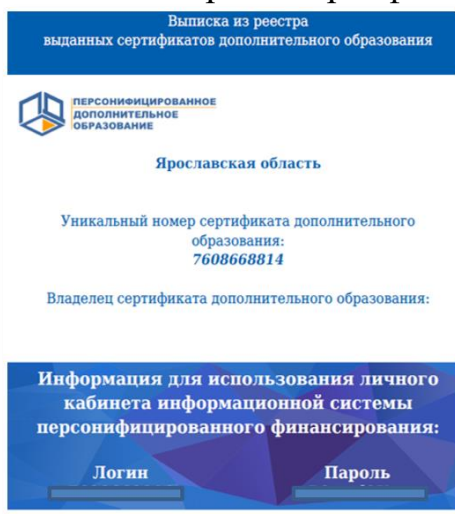 Выписка из реестра
выданных сертификатов дополнительного образования
ПЕРСОНИФИЦИРОВАННОЕ
ДОПОЛНИТЕЛЬНОЕ
ОБРАЗОВАНИЕ
Ярославская область
Уникальный номер сертификата дополнительного
образования:
7608668814
Владелец сертификата дополнительного образования:
Информация для использования личного
кабинета информационной системы
персонифицированного финансирования:
Логин Пароль